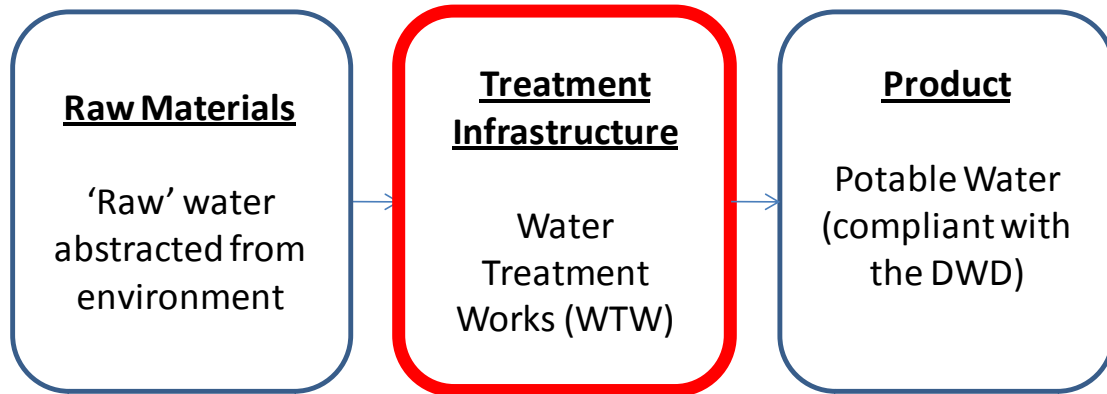 Raw Materials
‘Raw’ water
abstracted from
environment
Treatment
Infrastructure
Water
Treatment
Works (WTW)
Product
Potable Water
(compliant with
the DWD)